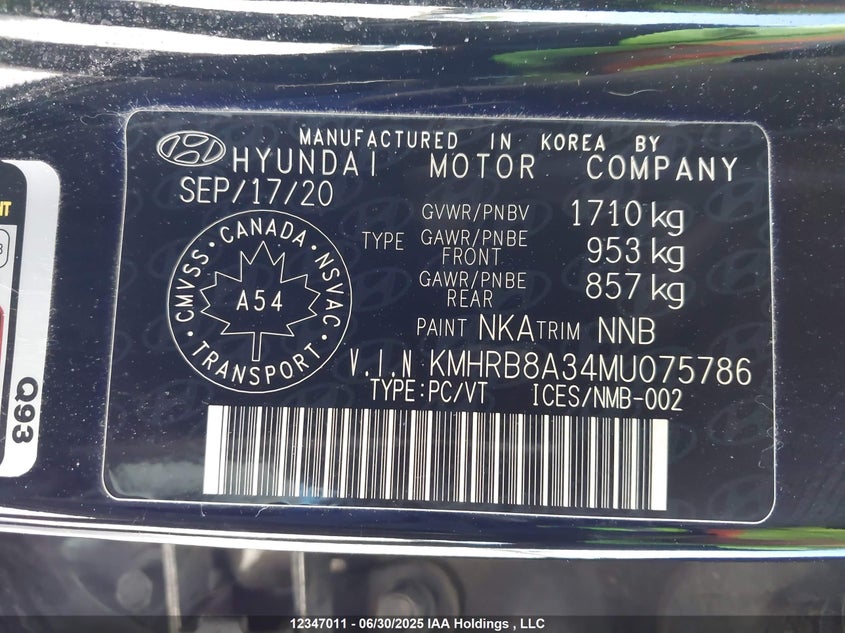 MANUFACTURED IN KOREA BY
HYUNDAI MOTOR COMPANY
SEP/17/20
GVWR/PNBV 1710 kg
TYPE
GAWR/PNBE FRONT 953 kg
GAWR/PNBE REAR 857 kg
CMVSS · CANADA · NSVAC
A54
· TRANSPORT ·
PAINT NKA TRIM NNB
V.I.N KMHRB8A34MU075786
TYPE:PC/VT ICES/NMB-002
Q93
12347011 - 06/30/2025 IAA Holdings , LLC